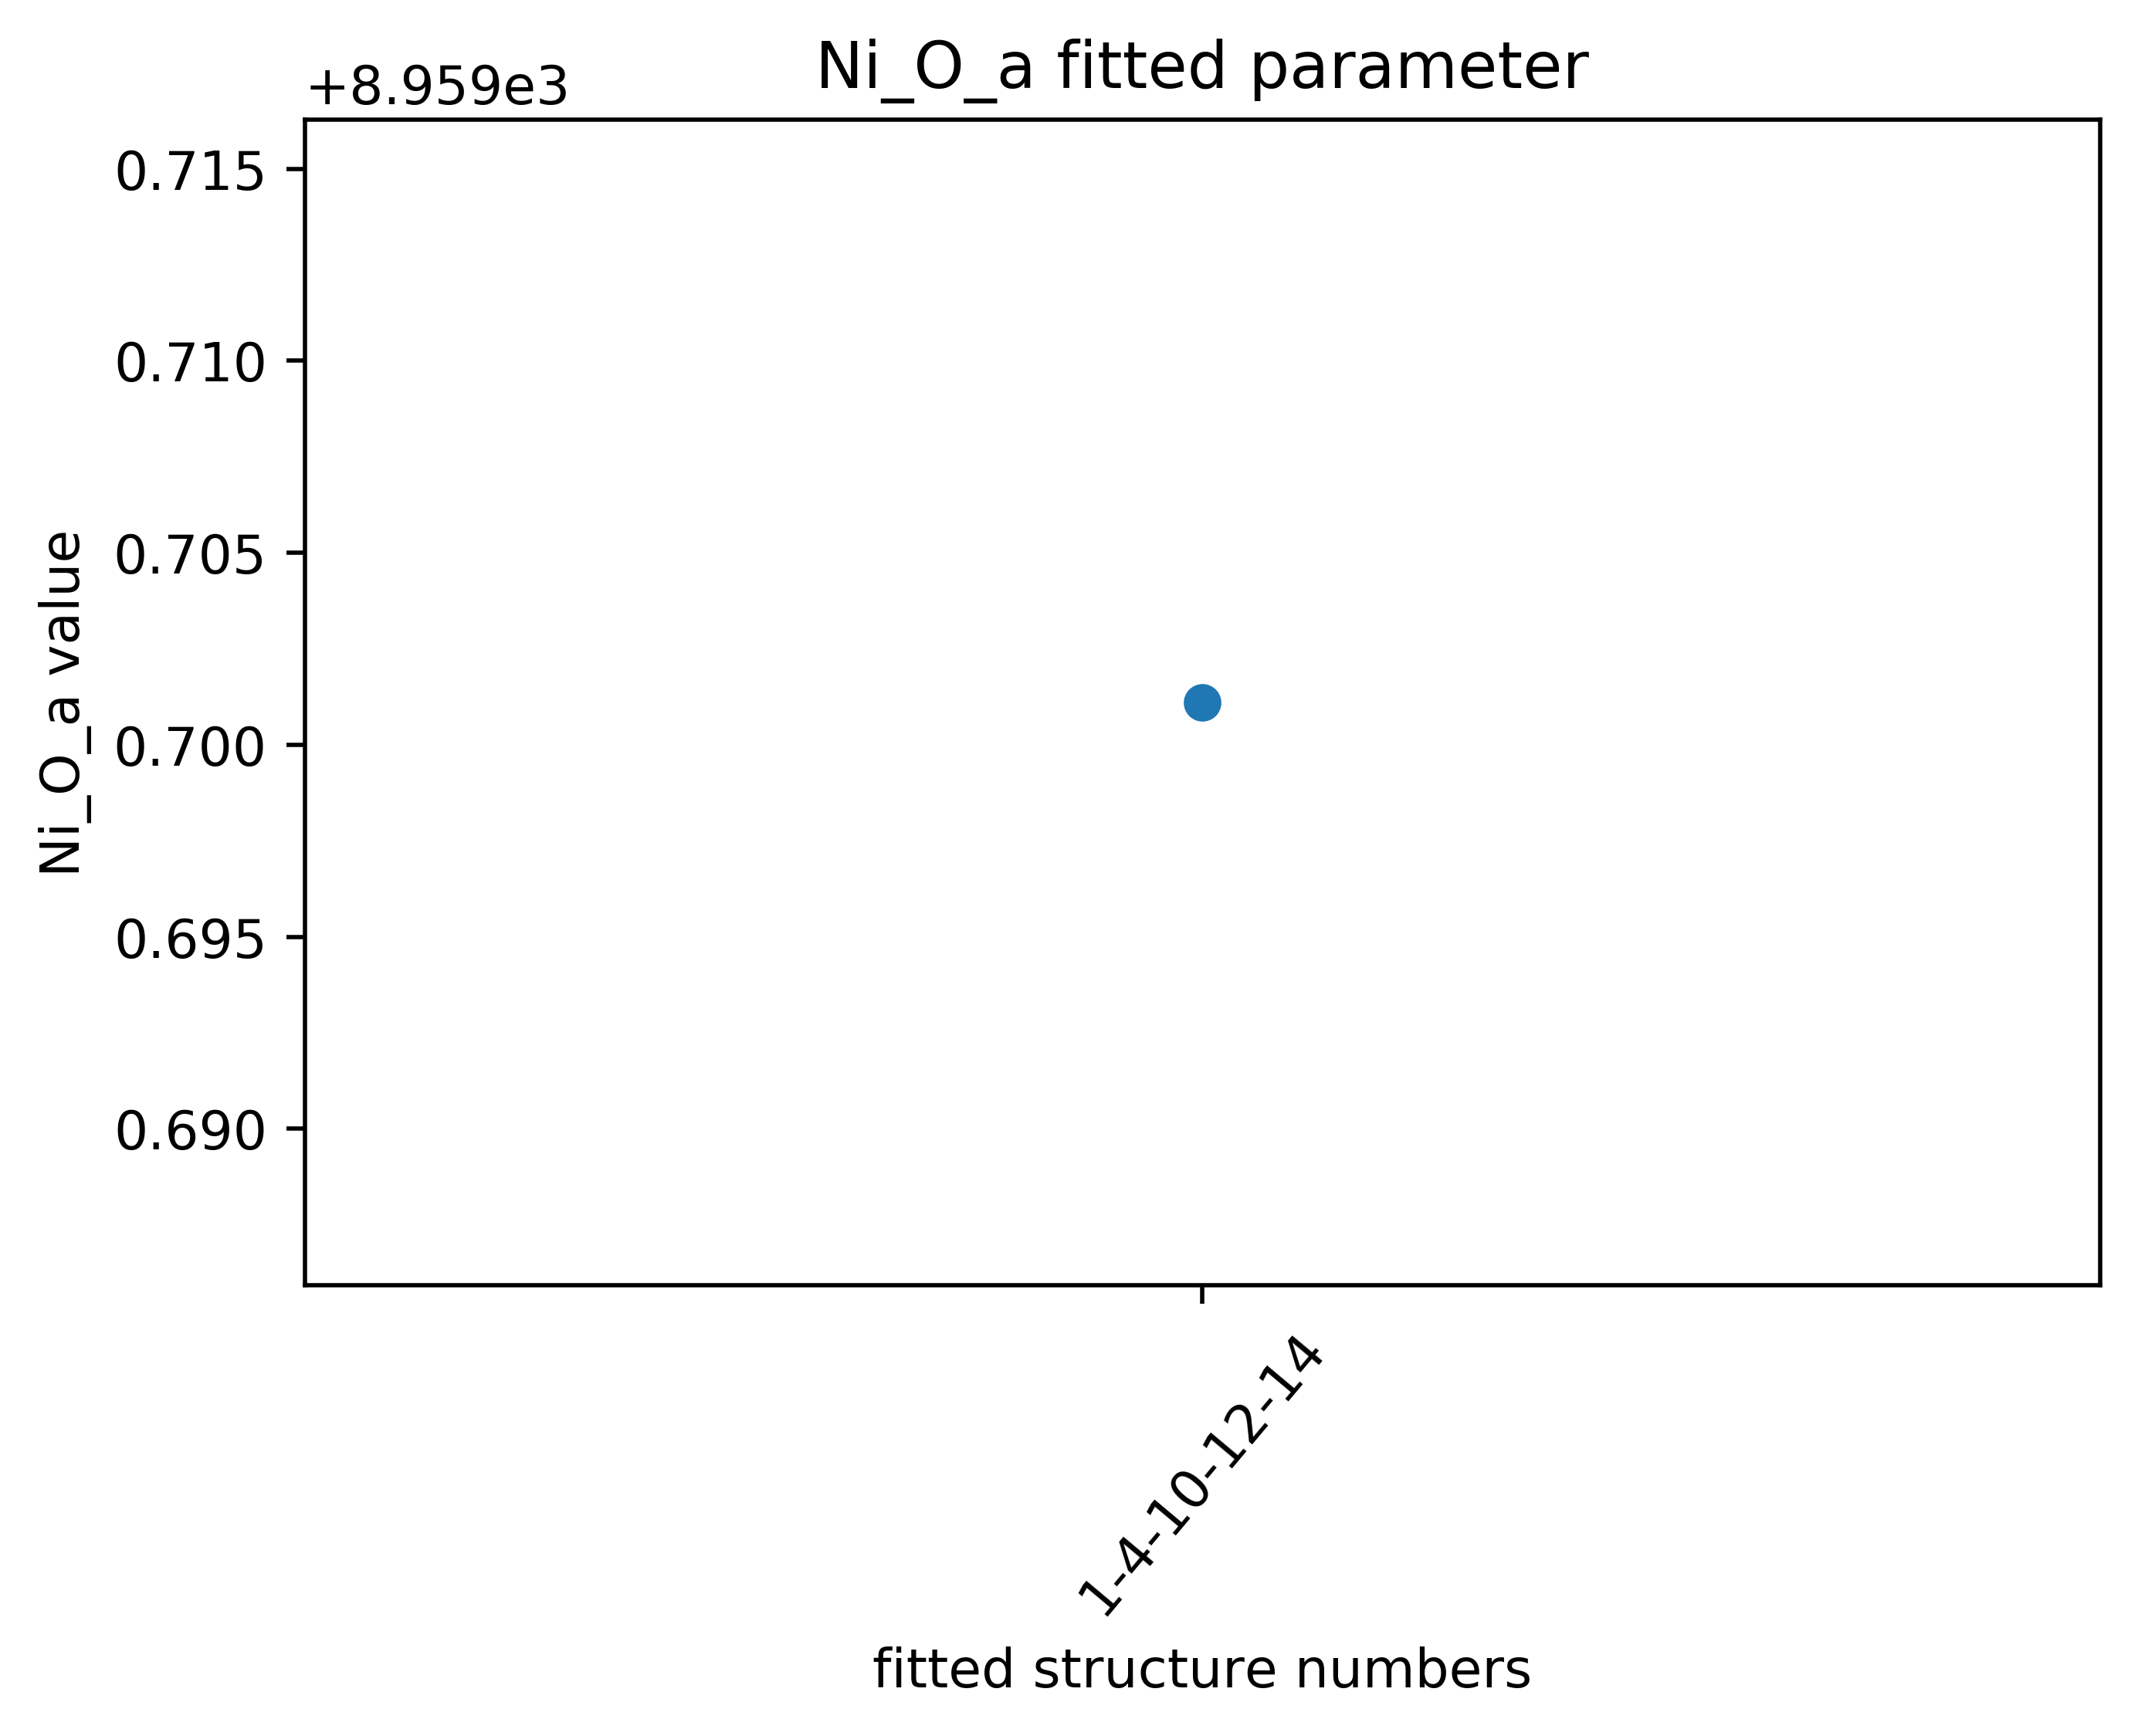 Ni_O_a fitted parameter
+8.959e3
0.715
0.710
0.705
0.700
0.695
0.690
Ni_O_a value
1-4-10-12-14
fitted structure numbers